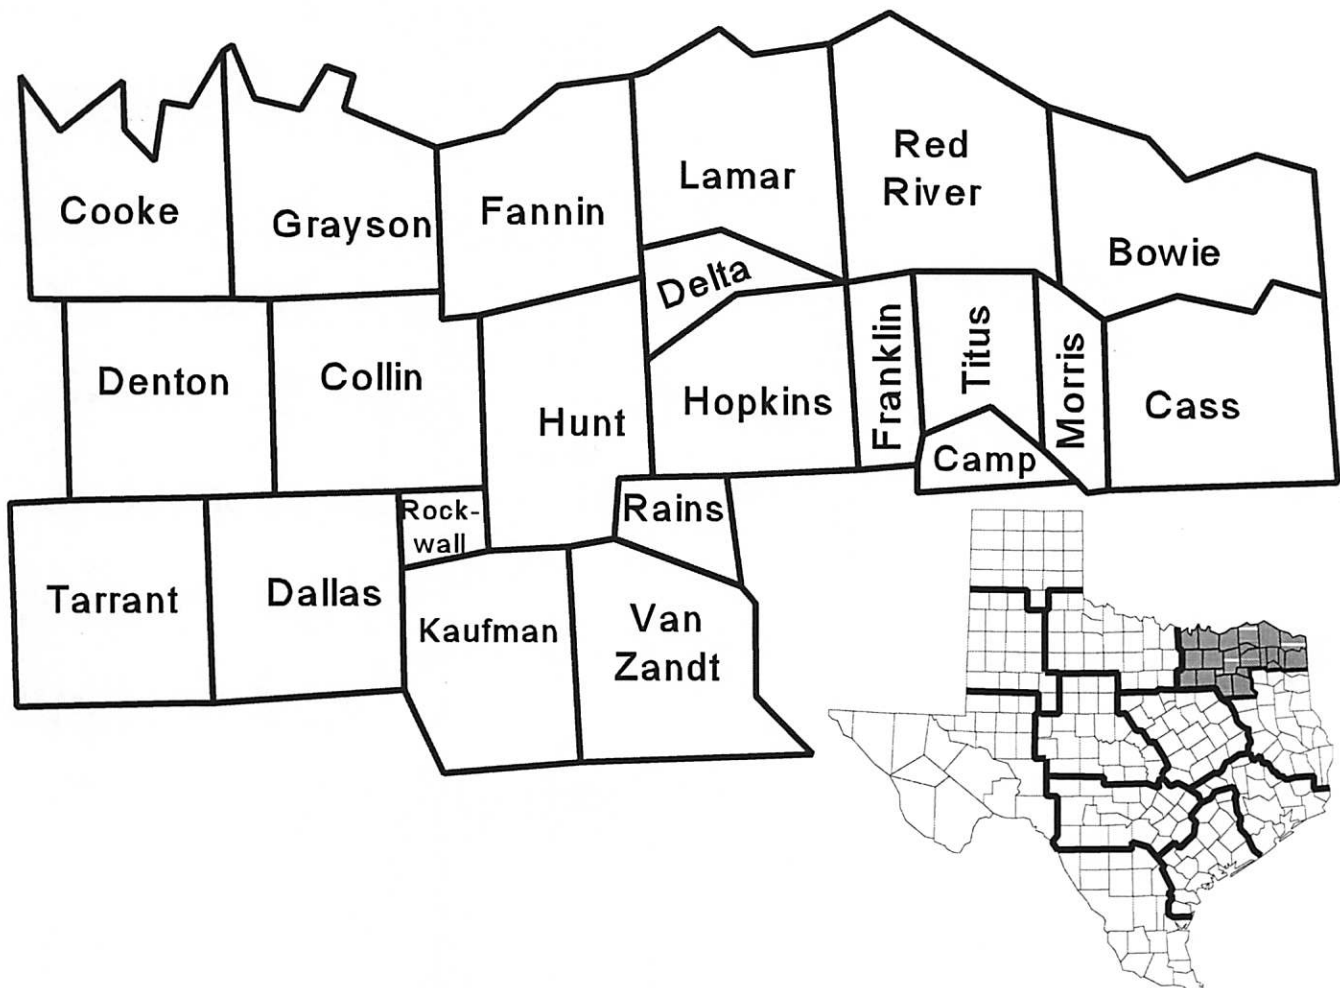 Cooke
Grayson
Fannin
Lamar
Red
River
Bowie
Delta
Denton
Collin
Hunt
Hopkins
Franklin
Titus
Morris
Cass
Camp
Rock-
wall
Rains
Tarrant
Dallas
Kaufman
Van
Zandt